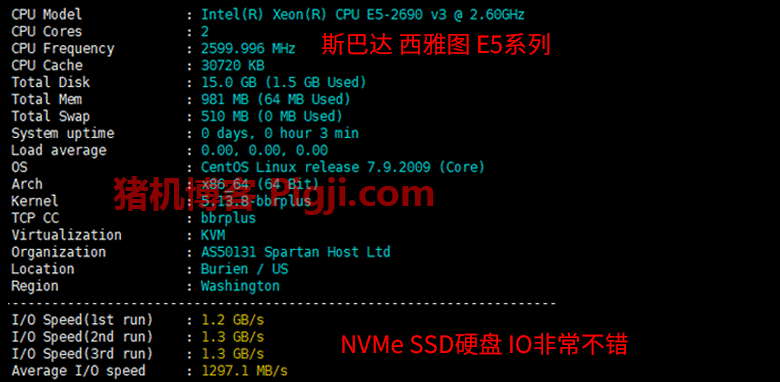 CPU Model : Intel(R) Xeon(R) CPU E5-2690 v3 @ 2.60GHz
CPU Cores : 2
CPU Frequency : 2599.996 MHz
斯巴达 西雅图 E5系列
CPU Cache : 30720 KB
Total Disk : 15.0 GB (1.5 GB Used)
Total Mem : 981 MB (64 MB Used)
Total Swap : 510 MB (0 MB Used)
System uptime : 0 days, 0 hour 3 min
Load average : 0.00, 0.00, 0.00
OS : CentOS Linux release 7.9.2009 (Core)
Arch : x86_64 (64 Bit)
猪机博客 Pigji.com
Kernel : 5.13.8-bbrplus
TCP CC : bbrplus
Virtualization : KVM
Organization : AS50131 Spartan Host Ltd
Location : Burien / US
Region : Washington
----------------------------------------------------------------------
I/O Speed(1st run) : 1.2 GB/s
I/O Speed(2nd run) : 1.3 GB/s
NVMe SSD硬盘 IO非常不错
I/O Speed(3rd run) : 1.3 GB/s
Average I/O speed : 1297.1 MB/s